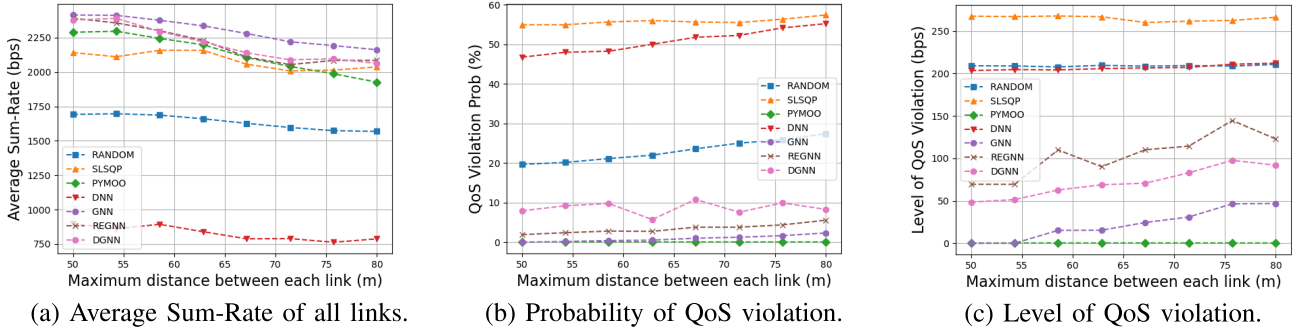 Average Sum-Rate (bps)
2250
2000
1750
1500
1250
1000
750
RANDOM
SLSQP
PYMOO
DNN
GNN
REGNN
DGNN
50 55 60 65 70 75 80
Maximum distance between each link (m)
(a) Average Sum-Rate of all links.
QoS Violation Prob (%)
60
50
40
30
20
10
0
RANDOM
SLSQP
PYMOO
DNN
GNN
REGNN
DGNN
50 55 60 65 70 75 80
Maximum distance between each link (m)
(b) Probability of QoS violation.
Level of QoS Violation (bps)
250
200
150
100
50
0
RANDOM
SLSQP
PYMOO
DNN
GNN
REGNN
DGNN
50 55 60 65 70 75 80
Maximum distance between each link (m)
(c) Level of QoS violation.